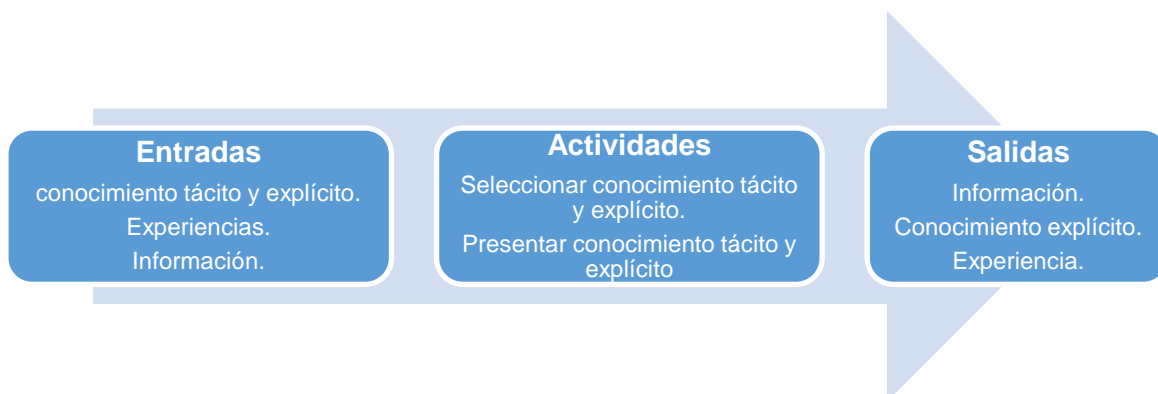 Entradas
conocimiento tácito y explícito.
Experiencias.
Información.
Actividades
Seleccionar conocimiento tácito
y explícito.
Presentar conocimiento tácito y
explícito
Salidas
Información.
Conocimiento explícito.
Experiencia.